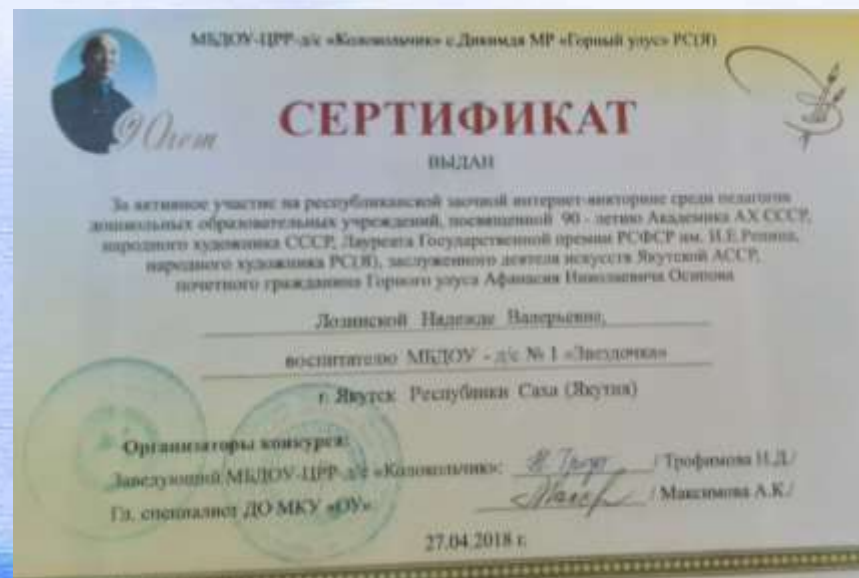 МБДОУ-ЦРР-д/с «Колокольчик» с.Дикимдя МР «Горный улус» РС(Я)
90лет
СЕРТИФИКАТ
ВЫДАН
За активное участие на республиканской заочной интернет-викторине среди педагогов
дошкольных образовательных учреждений, посвященной 90 - летию Академика АХ СССР,
народного художника СССР, Лауреата Государственной премии РСФСР им. И.Е.Репина,
народного художника РС(Я), заслуженного деятеля искусств Якутской АССР,
почетного гражданина Горного улуса Афанасия Николаевича Осипова
Лозинской Надежде Валерьевне,
воспитателю МБДОУ - д/с № 1 «Звездочка»
г. Якутск Республики Саха (Якутия)
Организаторы конкурса:
Заведующий МБДОУ-ЦРР-д/с «Колокольчик»: / Трофимова Н.Д./
Гл. специалист ДО МКУ «ОУ» / Максимова А.К./
27.04.2018 г.